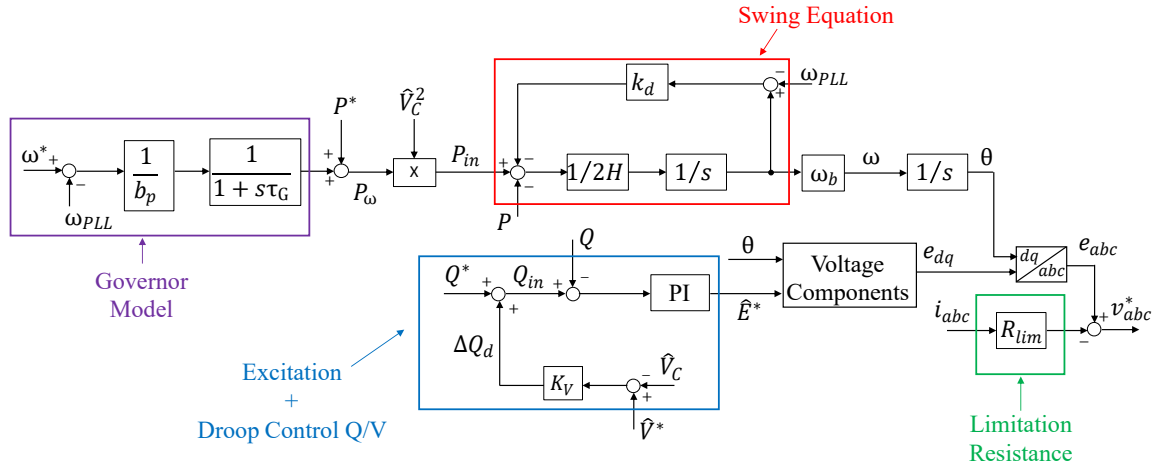 Swing Equation
k_d
−
+
ω_PLL
P*
V̂_C^2
ω*
+
−
1
b_p
1
1 + sτ_G
+
+
x
P_in
+
−
−
1/2H
1/s
ω_b
ω
1/s
θ
ω_PLL
P_ω
P
Governor
Model
Q
Q*
+
Q_in
+
−
PI
+
θ
Ê*
Voltage
Components
e_dq
dq
abc
e_abc
i_abc
R_lim
+
−
v*_abc
ΔQ_d
K_V
−
V̂_C
+
V̂*
Excitation
+
Droop Control Q/V
Limitation
Resistance